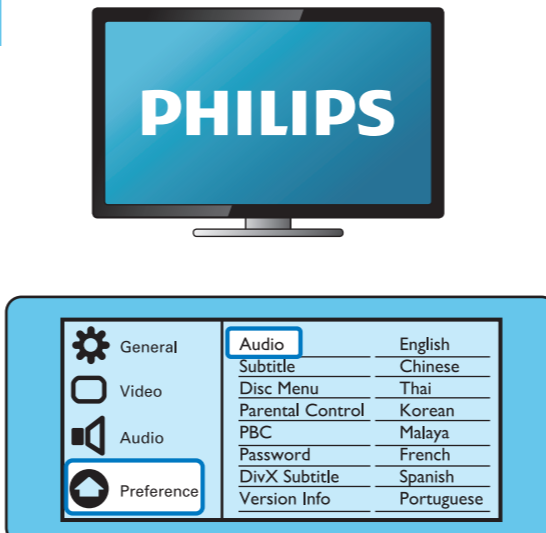 PHILIPS
General
Video
Audio
Preference
Audio English
Subtitle Chinese
Disc Menu Thai
Parental Control Korean
PBC Malaya
Password French
DivX Subtitle Spanish
Version Info Portuguese